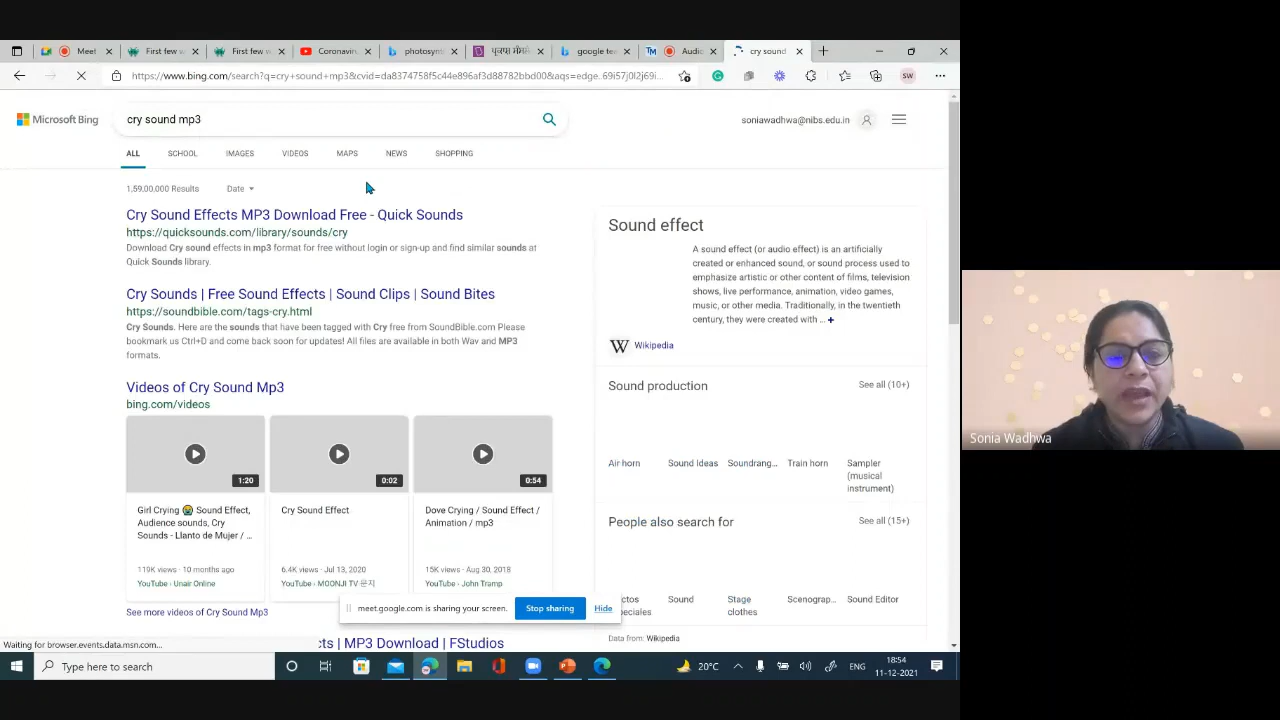 Meet
First few w
First few w
Coronavir
photosynt
google te
Audic
cry sound
https://www.bing.com/search?q=cry+sound+mp3&cvid=da8374758f5c44e896af3d88782bbd00&aqs=edge..69i57j0l2j69i...
SW
Microsoft Bing
cry sound mp3
soniawadhwa@nibs.edu.in
ALL SCHOOL IMAGES VIDEOS MAPS NEWS SHOPPING
1,59,00,000 Results Date
Cry Sound Effects MP3 Download Free - Quick Sounds
https://quicksounds.com/library/sounds/cry
Download Cry sound effects in mp3 format for free without login or sign-up and find similar sounds at
Quick Sounds library.
Cry Sounds | Free Sound Effects | Sound Clips | Sound Bites
https://soundbible.com/tags-cry.html
Cry Sounds. Here are the sounds that have been tagged with Cry free from SoundBible.com Please
bookmark us Ctrl+D and come back soon for updates! All files are available in both Wav and MP3
formats.
Videos of Cry Sound Mp3
bing.com/videos
1:20
0:02
0:54
Girl Crying 😭 Sound Effect,
Audience sounds, Cry
Sounds - Llanto de Mujer / ...
119K views · 10 months ago
YouTube › Unair Online
Cry Sound Effect
6.4K views · Jul 13, 2020
YouTube › MOONJI TV 문지
Dove Crying / Sound Effect /
Animation / mp3
15K views · Aug 30, 2018
YouTube › John Tramp
See more videos of Cry Sound Mp3
cts | MP3 Download | FStudios
Sound effect
A sound effect (or audio effect) is an artificially
created or enhanced sound, or sound process used to
emphasize artistic or other content of films, television
shows, live performance, animation, video games,
music, or other media. Traditionally, in the twentieth
century, they were created with ... +
W Wikipedia
Sound production See all (10+)
Air horn
Sound Ideas
Soundrang...
Train horn
Sampler
(musical
instrument)
People also search for See all (15+)
ctos
peciales
Sound
Stage
clothes
Scenograp...
Sound Editor
Data from: Wikipedia
meet.google.com is sharing your screen. Stop sharing Hide
Waiting for browser.events.data.msn.com...
Type here to search
20°C
ENG
18:54
11-12-2021
Sonia Wadhwa